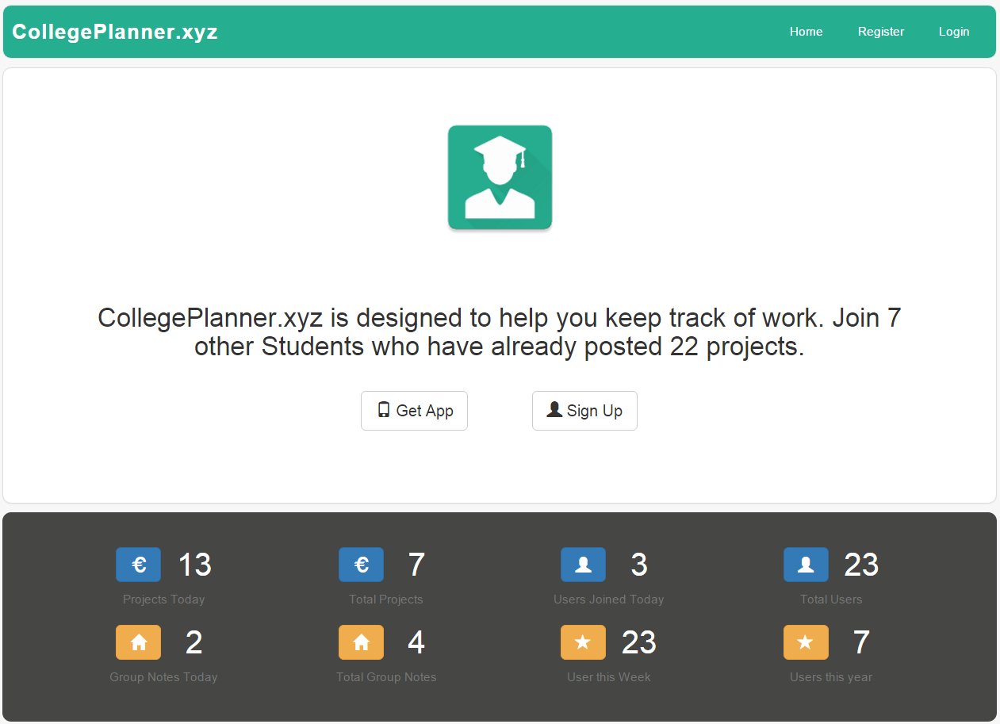 CollegePlanner.xyz
Home Register Login
CollegePlanner.xyz is designed to help you keep track of work. Join 7
other Students who have already posted 22 projects.
Get App Sign Up
€ 13 € 7 3 23
Projects Today Total Projects Users Joined Today Total Users
2 4 23 7
Group Notes Today Total Group Notes User this Week Users this year